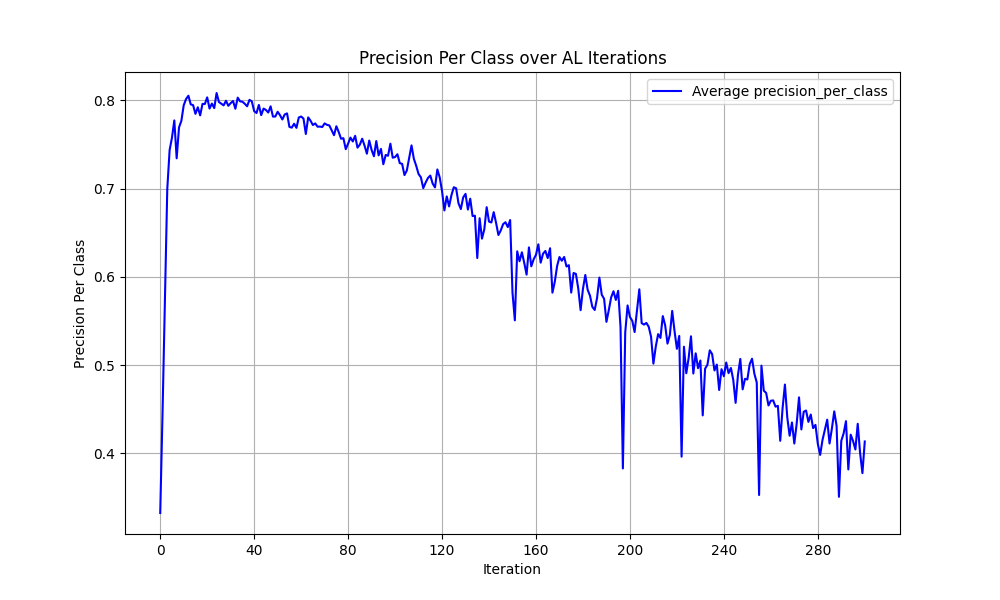 Precision Per Class over AL Iterations
Average precision_per_class
Precision Per Class
0.8
0.7
0.6
0.5
0.4
0 40 80 120 160 200 240 280
Iteration